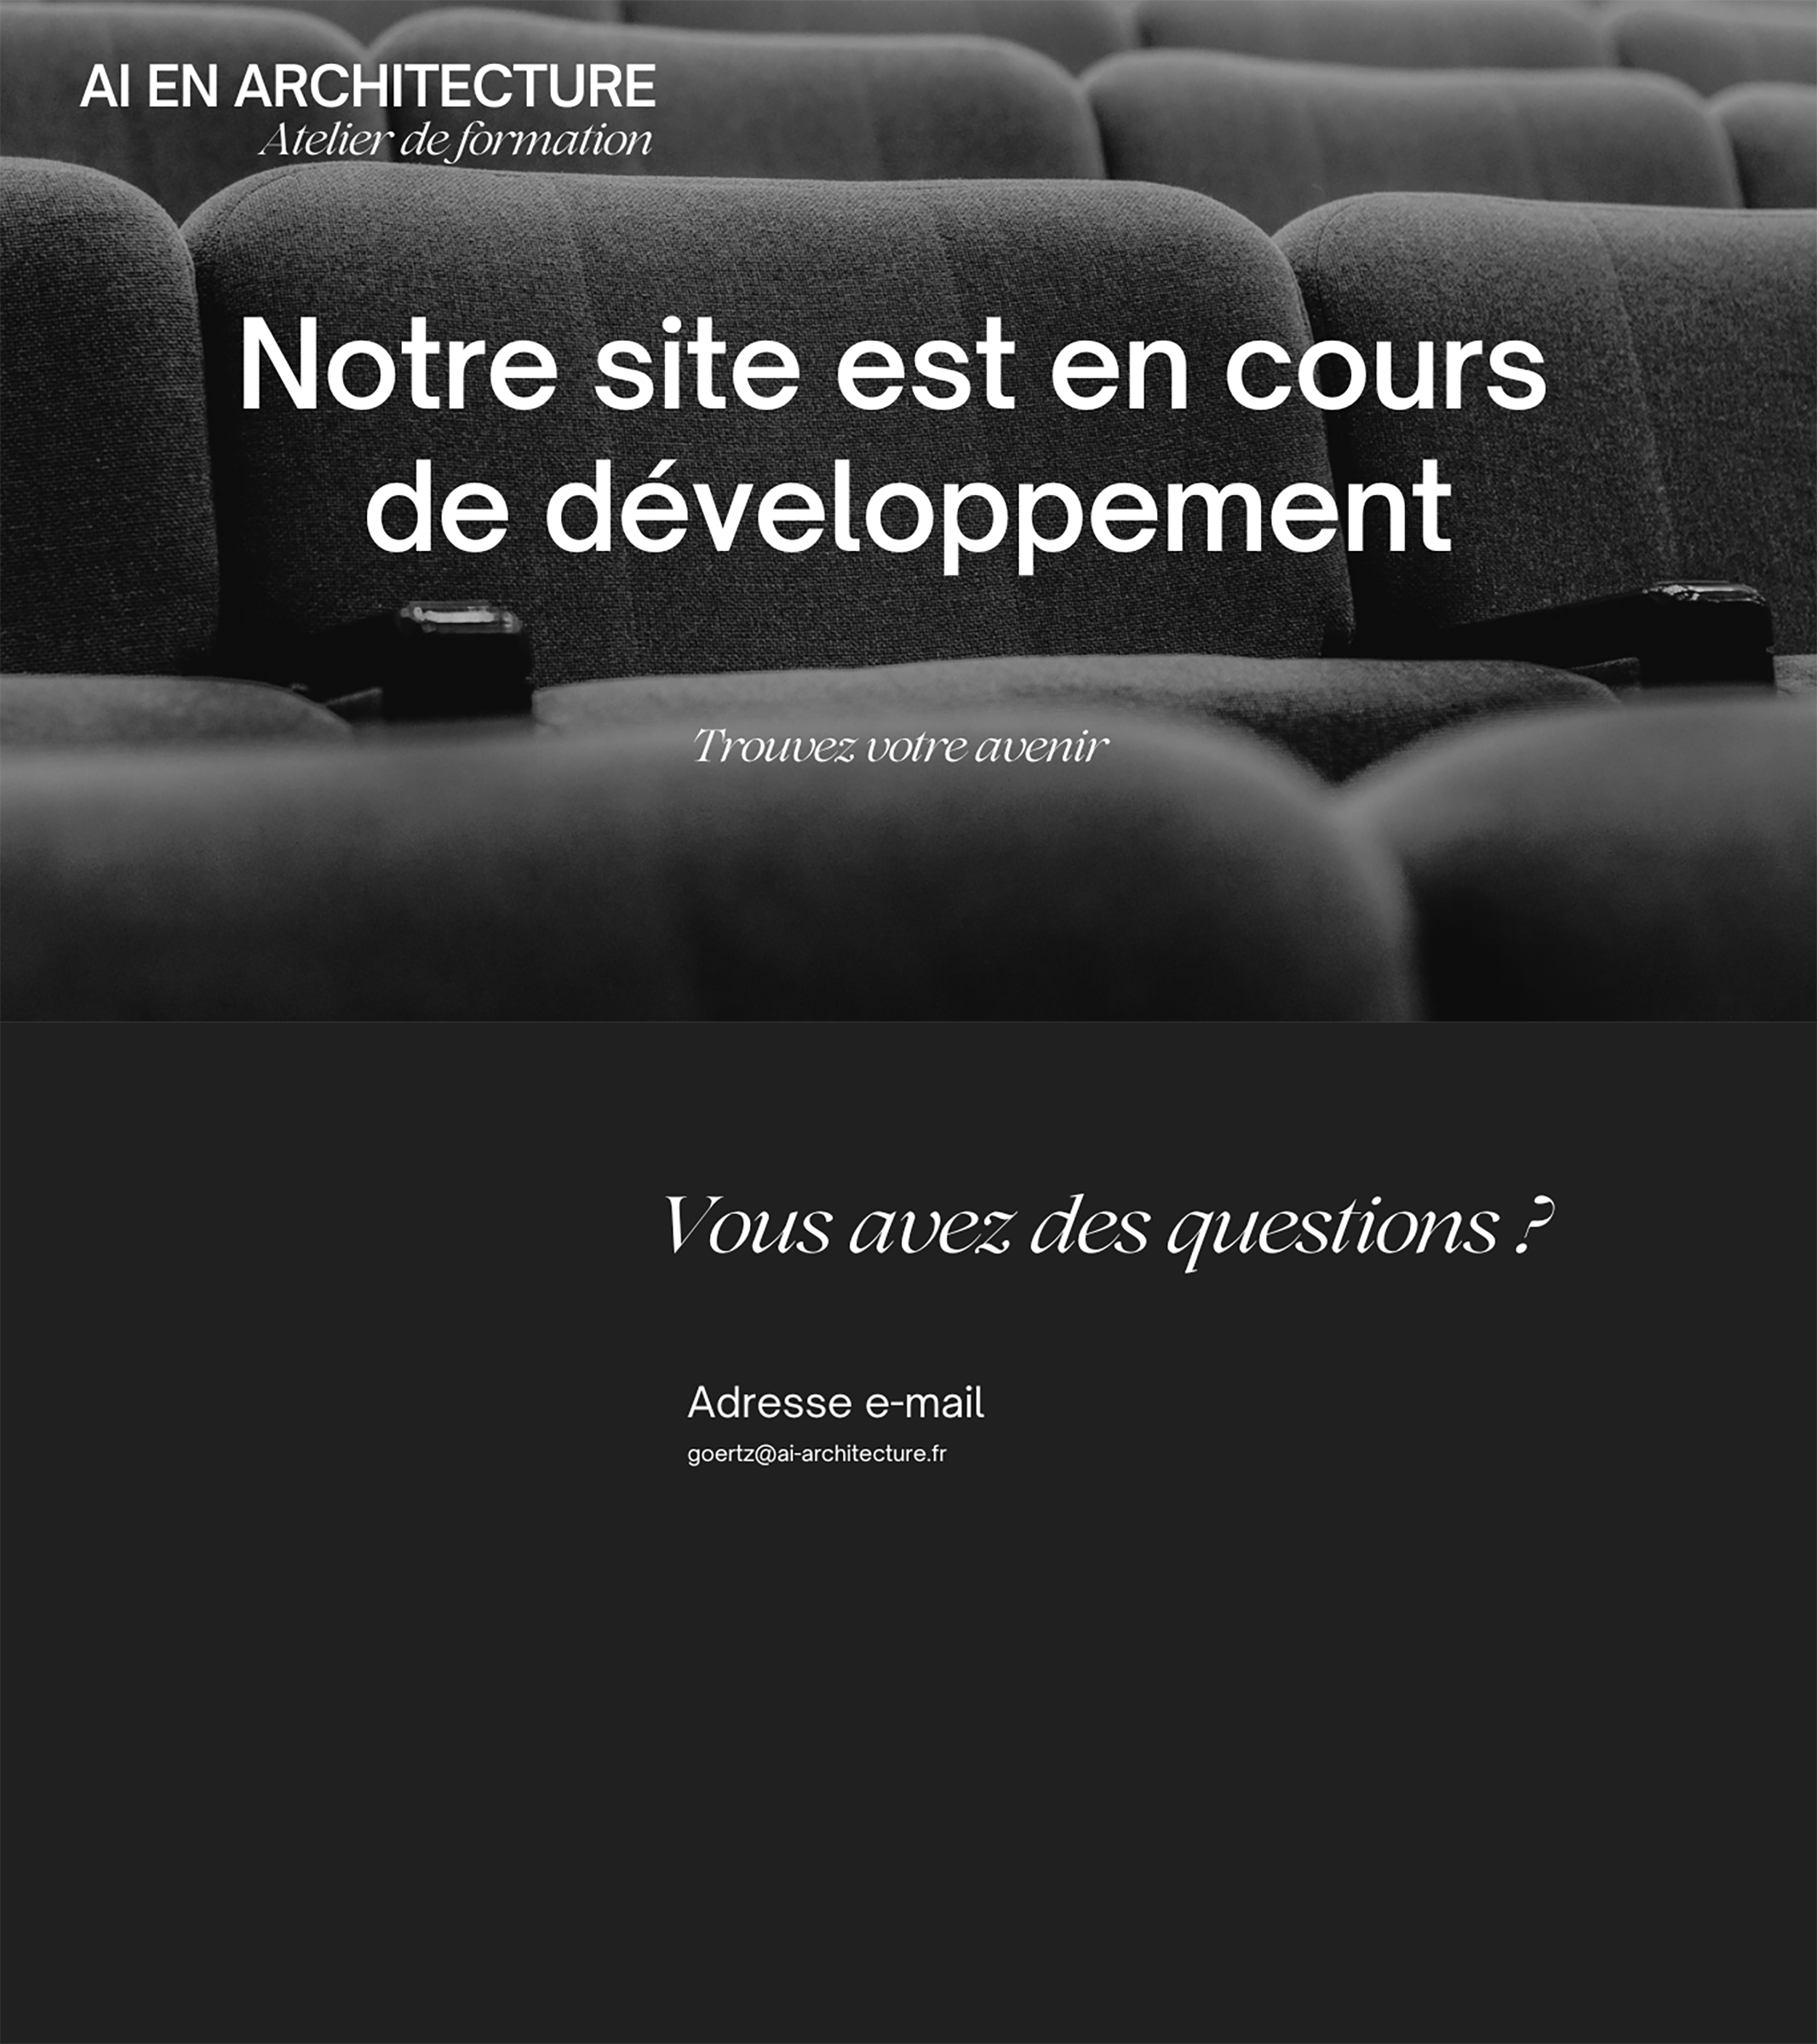 AI EN ARCHITECTURE
Atelier de formation
Notre site est en cours
de développement
Trouvez votre avenir
Vous avez des questions ?
Adresse e-mail
goertz@ai-architecture.fr